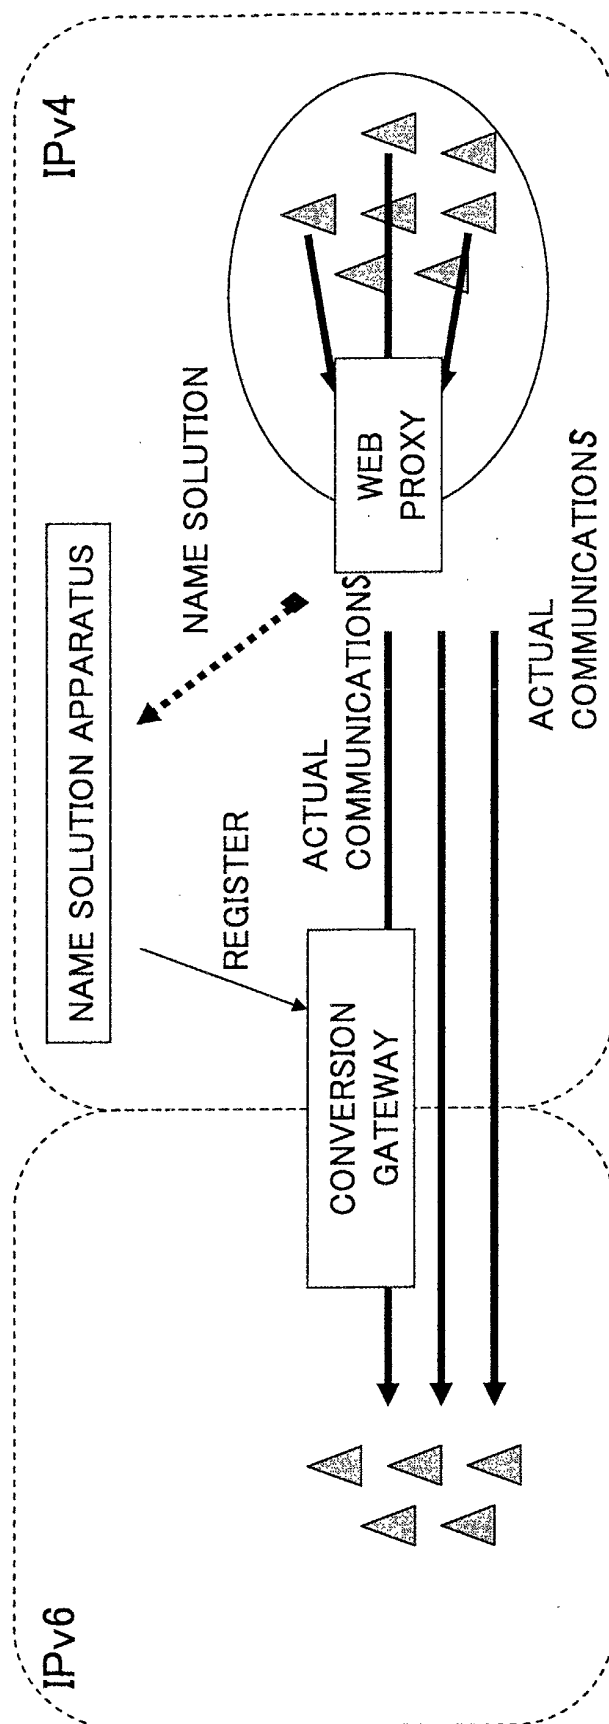 IPv6
IPv4
NAME SOLUTION APPARATUS
NAME SOLUTION
REGISTER
ACTUAL
COMMUNICATIONS
CONVERSION
GATEWAY
WEB
PROXY
ACTUAL
COMMUNICATIONS